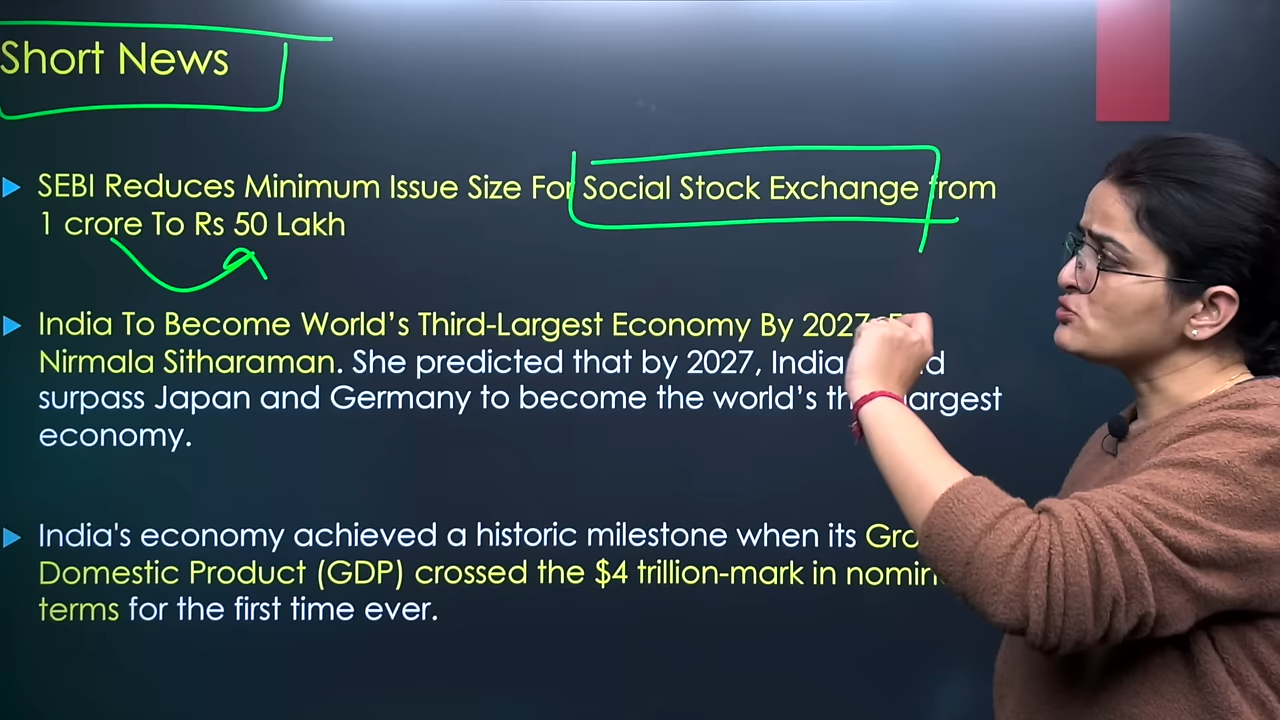 Short News
SEBI Reduces Minimum Issue Size For Social Stock Exchange from
1 crore To Rs 50 Lakh
India To Become World's Third-Largest Economy By 2027
Nirmala Sitharaman. She predicted that by 2027, India
surpass Japan and Germany to become the world's
economy.
India's economy achieved a historic milestone when its
Domestic Product (GDP) crossed the $4 trillion-mark in
terms for the first time ever.